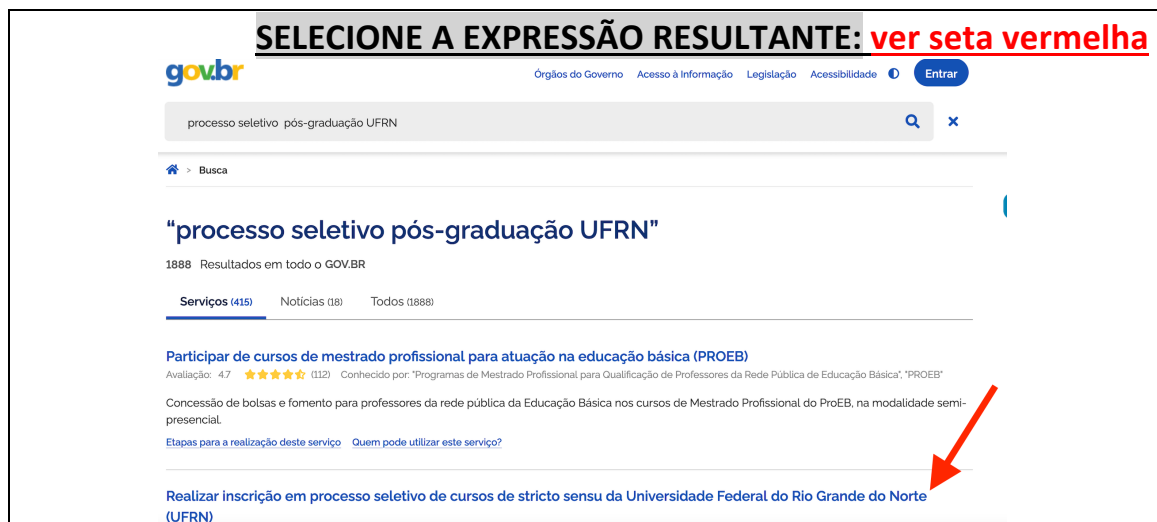 SELECIONE A EXPRESSÃO RESULTANTE: ver seta vermelha
gov.br Órgãos do Governo Acesso à Informação Legislação Acessibilidade Entrar
processo seletivo pós-graduação UFRN
> Busca
“processo seletivo pós-graduação UFRN”
1888 Resultados em todo o GOV.BR
Serviços (415) Notícias (18) Todos (1888)
Participar de cursos de mestrado profissional para atuação na educação básica (PROEB)
Avaliação: 4.7 (112) Conhecido por: "Programas de Mestrado Profissional para Qualificação de Professores da Rede Pública de Educação Básica", "PROEB"
Concessão de bolsas e fomento para professores da rede pública da Educação Básica nos cursos de Mestrado Profissional do ProEB, na modalidade semi-
presencial.
Etapas para a realização deste serviço Quem pode utilizar este serviço?
Realizar inscrição em processo seletivo de cursos de stricto sensu da Universidade Federal do Rio Grande do Norte
(UFRN)